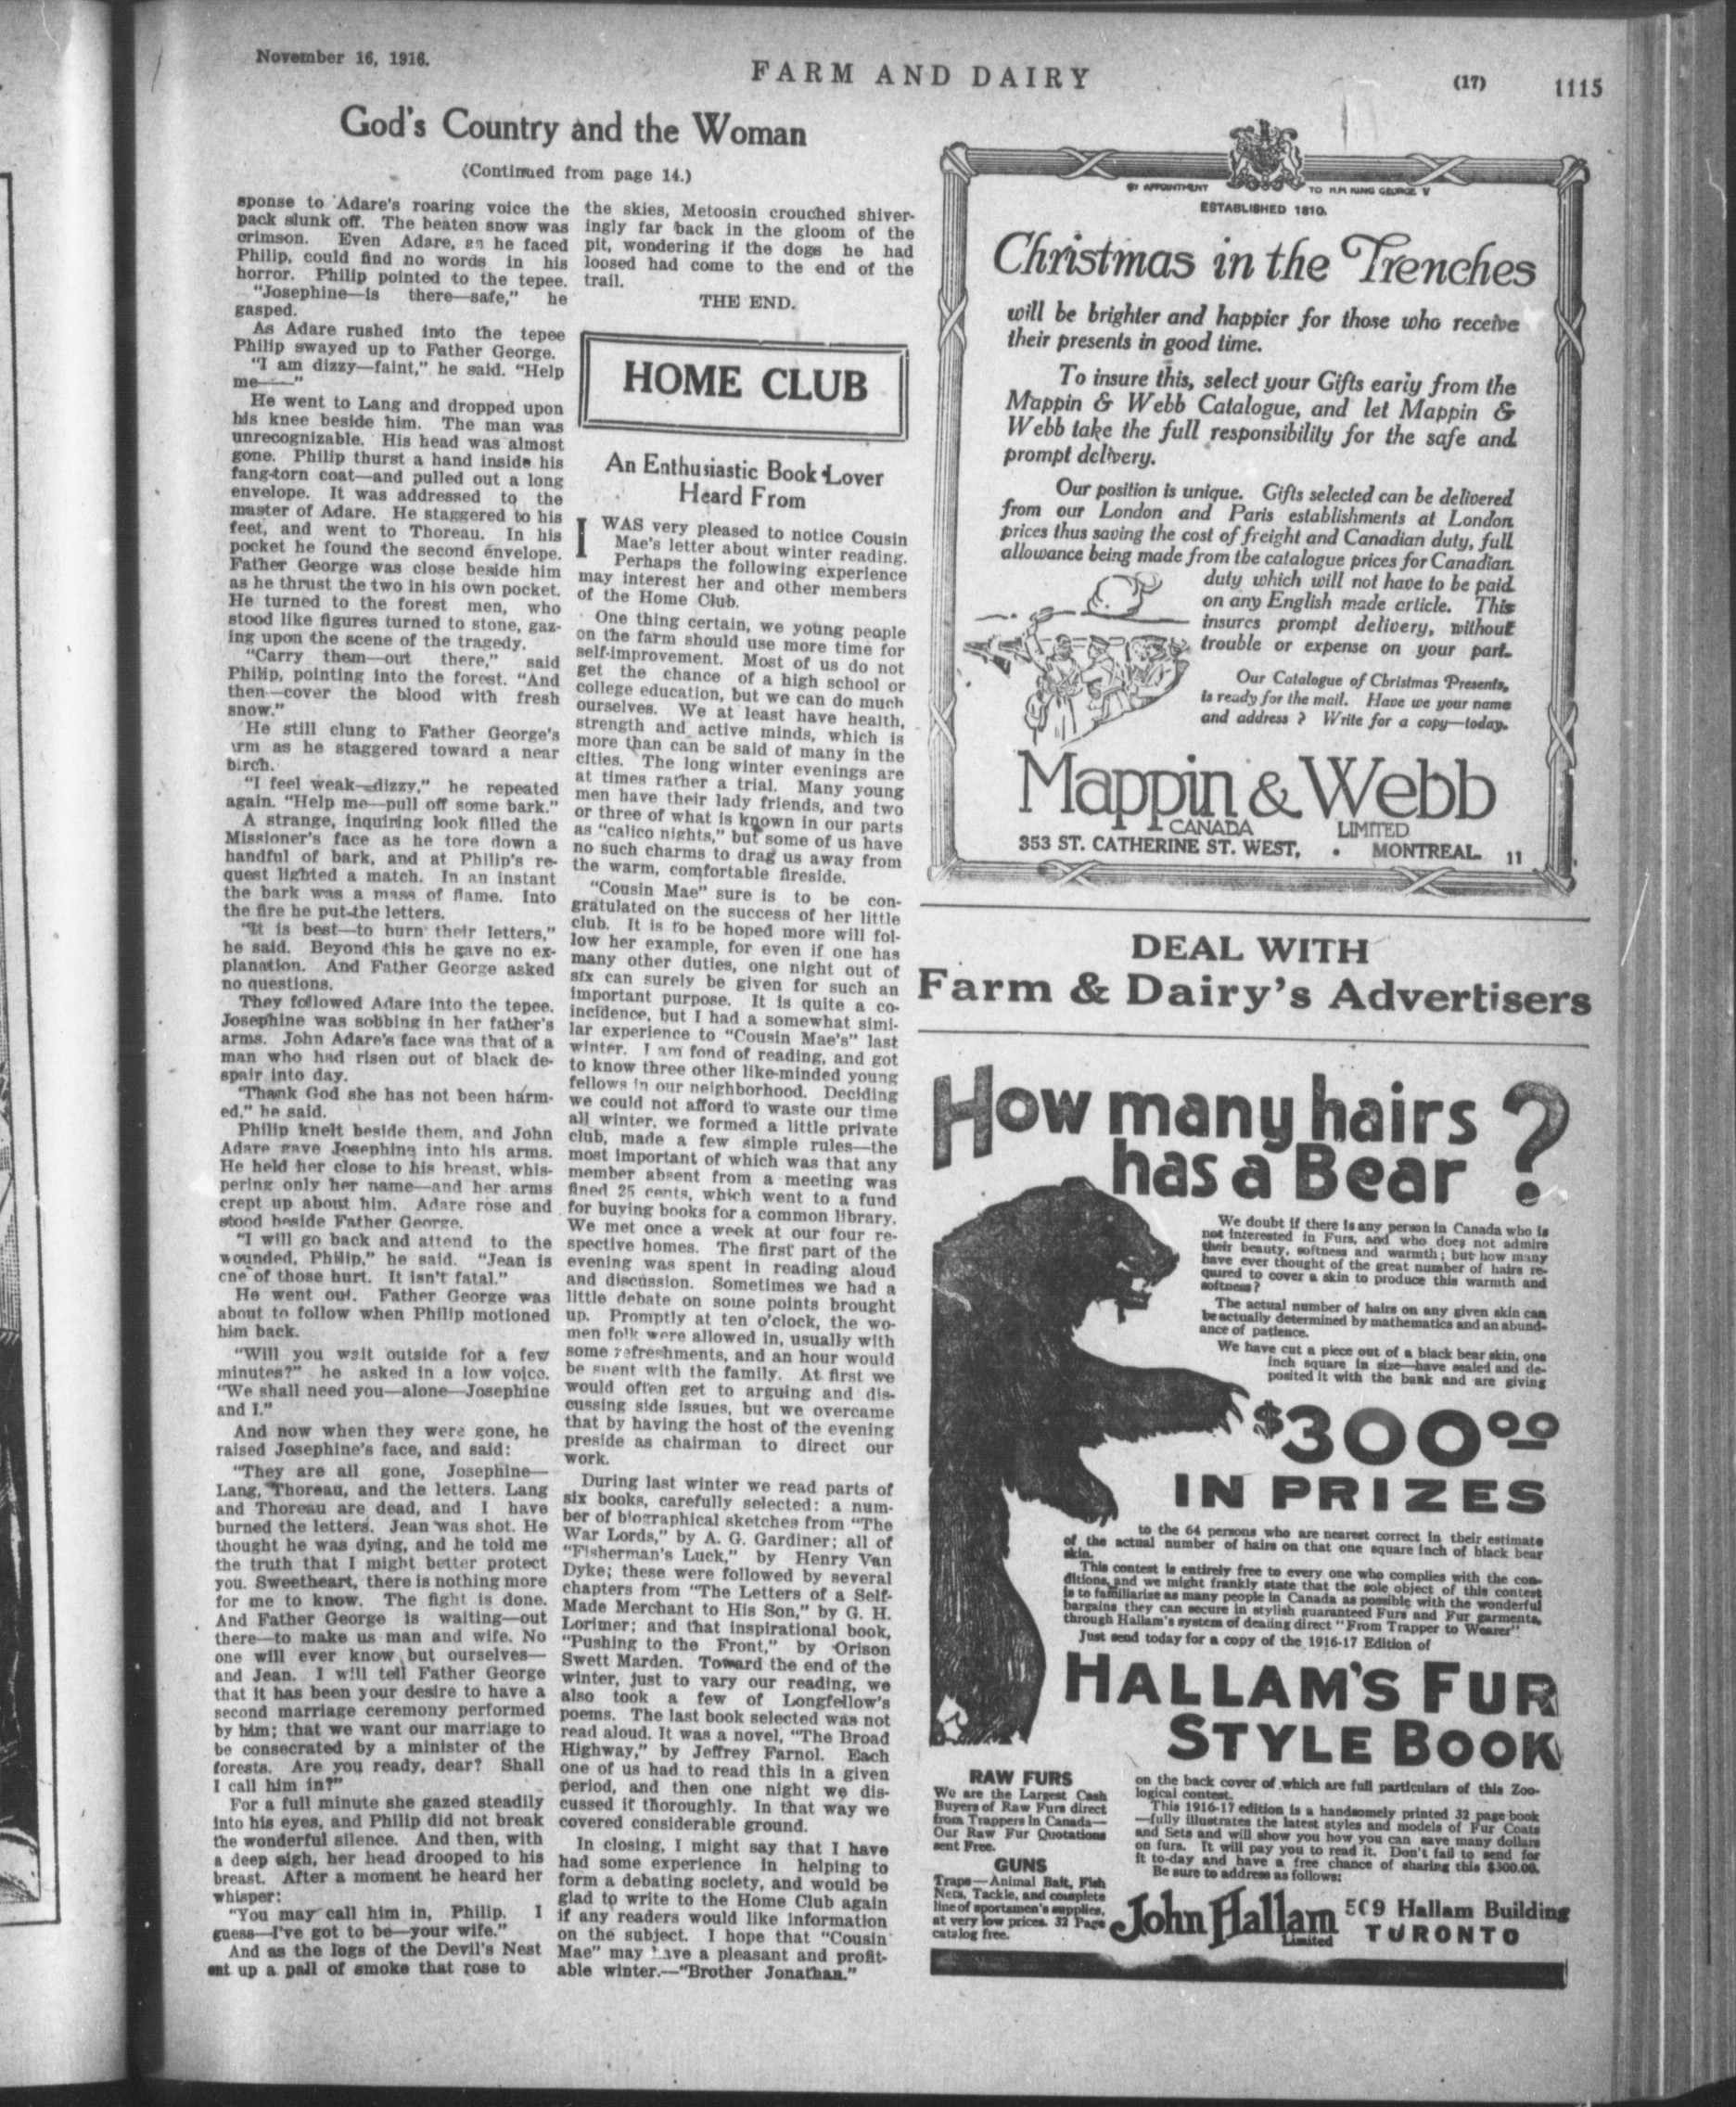 November 16, 1916.
FARM AND DAIRY
(17)
1115
God's Country and the Woman
(Continued from page 14.)
sponse to Adare's roaring voice the
pack slunk off. The beaten snow was
crimson. Even Adare, as he faced
Philip, could find no words in his
horror. Philip pointed to the tepee.
"Josephine—is there—safe," he
gasped.
As Adare rushed into the tepee
Philip swayed up to Father George.
"I am dizzy—faint," he said. "Help
me——"
He went to Lang and dropped upon
his knee beside him. The man was
unrecognizable. His head was almost
gone. Philip thurst a hand inside his
fang-torn coat—and pulled out a long
envelope. It was addressed to the
master of Adare. He staggered to his
feet, and went to Thoreau. In his
pocket he found the second envelope.
Father George was close beside him
as he thrust the two in his own pocket.
He turned to the forest men, who
stood like figures turned to stone, gaz-
ing upon the scene of the tragedy.
"Carry them—out there," said
Philip, pointing into the forest. "And
then—cover the blood with fresh
snow."
He still clung to Father George's
arm as he staggered toward a near
birch.
"I feel weak—dizzy," he repeated
again. "Help me—pull off some bark."
A strange, inquiring look filled the
Missioner's face as he tore down a
handful of bark, and at Philip's re-
quest lighted a match. In an instant
the bark was a mass of flame. Into
the fire he put the letters.
"It is best—to burn their letters,"
he said. Beyond this he gave no ex-
planation. And Father George asked
no questions.
They followed Adare into the tepee.
Josephine was sobbing in her father's
arms. John Adare's face was that of a
man who had risen out of black de-
spair into day.
"Thank God she has not been harm-
ed," he said.
Philip knelt beside them, and John
Adare gave Josephine into his arms.
He held her close to his breast, whis-
pering only her name—and her arms
crept up about him. Adare rose and
stood beside Father George.
"I will go back and attend to the
wounded, Philip," he said. "Jean is
one of those hurt. It isn't fatal."
He went out. Father George was
about to follow when Philip motioned
him back.
"Will you wait outside for a few
minutes?" he asked in a low voice.
"We shall need you—alone—Josephine
and I."
And now when they were gone, he
raised Josephine's face, and said:
"They are all gone, Josephine—
Lang, Thoreau, and the letters. Lang
and Thoreau are dead, and I have
burned the letters. Jean was shot. He
thought he was dying, and he told me
the truth that I might better protect
you. Sweetheart, there is nothing more
for me to know. The fight is done.
And Father George is waiting—out
there—to make us man and wife. No
one will ever know but ourselves—
and Jean. I will tell Father George
that it has been your desire to have a
second marriage ceremony performed
by him; that we want our marriage to
be consecrated by a minister of the
forests. Are you ready, dear? Shall
I call him in?"
For a full minute she gazed steadily
into his eyes, and Philip did not break
the wonderful silence. And then, with
a deep sigh, her head drooped to his
breast. After a moment he heard her
whisper:
"You may call him in, Philip. I
guess—I've got to be—your wife."
And as the logs of the Devil's Nest
ent up a pall of smoke that rose to
the skies, Metoosin crouched shiver-
ingly far back in the gloom of the
pit, wondering if the dogs he had
loosed had come to the end of the
trail.
THE END.
HOME CLUB
An Enthusiastic Book Lover
Heard From
I WAS very pleased to notice Cousin
Mae's letter about winter reading.
Perhaps the following experience
may interest her and other members
of the Home Club.
One thing certain, we young people
on the farm should use more time for
self-improvement. Most of us do not
get the chance of a high school or
college education, but we can do much
ourselves. We at least have health,
strength and active minds, which is
more than can be said of many in the
cities. The long winter evenings are
at times rather a trial. Many young
men have their lady friends, and two
or three of what is known in our parts
as "calico nights," but some of us have
no such charms to drag us away from
the warm, comfortable fireside.
"Cousin Mae" sure is to be con-
gratulated on the success of her little
club. It is to be hoped more will fol-
low her example, for even if one has
many other duties, one night out of
six can surely be given for such an
important purpose. It is quite a co-
incidence, but I had a somewhat simi-
lar experience to "Cousin Mae's" last
winter. I am fond of reading, and got
to know three other like-minded young
fellows in our neighborhood. Deciding
we could not afford to waste our time
all winter, we formed a little private
club, made a few simple rules—the
most important of which was that any
member absent from a meeting was
fined 25 cents, which went to a fund
for buying books for a common library.
We met once a week at our four re-
spective homes. The first part of the
evening was spent in reading aloud
and discussion. Sometimes we had a
little debate on some points brought
up. Promptly at ten o'clock, the wo-
men folk were allowed in, usually with
some refreshments, and an hour would
be spent with the family. At first we
would often get to arguing and dis-
cussing side issues, but we overcame
that by having the host of the evening
preside as chairman to direct our
work.
During last winter we read parts of
six books, carefully selected: a num-
ber of biographical sketches from "The
War Lords," by A. G. Gardiner; all of
"Fisherman's Luck," by Henry Van
Dyke; these were followed by several
chapters from "The Letters of a Self-
Made Merchant to His Son," by G. H.
Lorimer; and that inspirational book,
"Pushing to the Front," by Orison
Swett Marden. Toward the end of the
winter, just to vary our reading, we
also took a few of Longfellow's
poems. The last book selected was not
read aloud. It was a novel, "The Broad
Highway," by Jeffrey Farnol. Each
one of us had to read this in a given
period, and then one night we dis-
cussed it thoroughly. In that way we
covered considerable ground.
In closing, I might say that I have
had some experience in helping to
form a debating society, and would be
glad to write to the Home Club again
if any readers would like information
on the subject. I hope that "Cousin
Mae" may have a pleasant and profit-
able winter.—"Brother Jonathan."
BY APPOINTMENT TO H.M KING GEORGE V
ESTABLISHED 1810.
Christmas in the Trenches
will be brighter and happier for those who receive
their presents in good time.
To insure this, select your Gifts early from the
Mappin & Webb Catalogue, and let Mappin &
Webb take the full responsibility for the safe and
prompt delivery.
Our position is unique. Gifts selected can be delivered
from our London and Paris establishments at London
prices thus saving the cost of freight and Canadian duty, full
allowance being made from the catalogue prices for Canadian
duty which will not have to be paid
on any English made article. This
insures prompt delivery, without
trouble or expense on your part.
Our Catalogue of Christmas Presents,
is ready for the mail. Have we your name
and address? Write for a copy—today.
Mappin & Webb
CANADA LIMITED
353 ST. CATHERINE ST. WEST, · MONTREAL. 11
DEAL WITH
Farm & Dairy's Advertisers
How many hairs
has a Bear ?
We doubt if there is any person in Canada who is
not interested in Furs, and who does not admire
their beauty, softness and warmth; but how many
have ever thought of the great number of hairs re-
quired to cover a skin to produce this warmth and
softness?
The actual number of hairs on any given skin can
be actually determined by mathematics and an abund-
ance of patience.
We have cut a piece out of a black bear skin, one
inch square in size—have sealed and de-
posited it with the bank and are giving
$300.00
IN PRIZES
to the 64 persons who are nearest correct in their estimate
of the actual number of hairs on that one square inch of black bear
skin.
This contest is entirely free to every one who complies with the con-
ditions, and we might frankly state that the sole object of this contest
is to familiarize as many people in Canada as possible with the wonderful
bargains they can secure in stylish guaranteed Furs and Fur garments,
through Hallam's system of dealing direct "From Trapper to Wearer"
Just send today for a copy of the 1916-17 Edition of
HALLAM'S FUR
STYLE BOOK
RAW FURS
We are the Largest Cash
Buyers of Raw Furs direct
from Trappers in Canada—
Our Raw Fur Quotations
sent Free.
GUNS
Traps—Animal Bait, Fish
Nets, Tackle, and complete
line of sportsmen's supplies,
at very low prices. 32 Page
catalog free.
on the back cover of which are full particulars of this Zoo-
logical contest.
This 1916-17 edition is a handsomely printed 32 page book
—fully illustrates the latest styles and models of Fur Coats
and Sets and will show you how you can save many dollars
on furs. It will pay you to read it. Don't fail to send for
it to-day and have a free chance of sharing this $300.00.
Be sure to address as follows:
John Hallam
Limited
509 Hallam Building
TORONTO